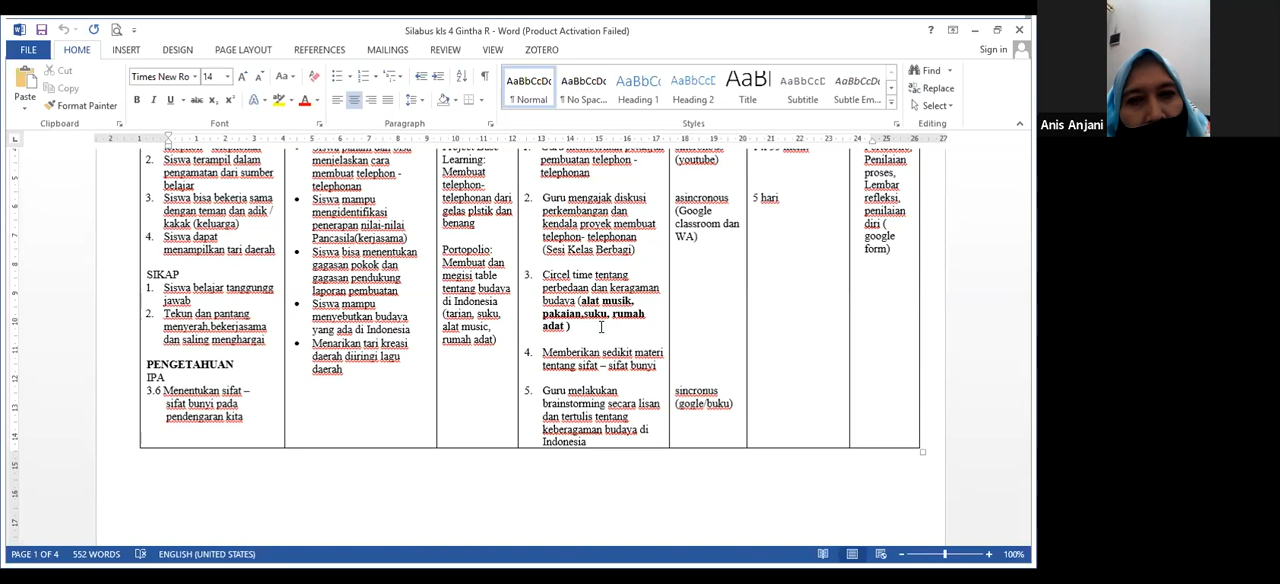 Silabus kls 4 Gintha R - Word (Product Activation Failed)
FILE HOME INSERT DESIGN PAGE LAYOUT REFERENCES MAILINGS REVIEW VIEW ZOTERO Sign in
Paste
Cut
Copy
Format Painter
Times New Ro 14
AaBbCcDc AaBbCcDc AaBbCc AaBbCcE AaBl AaBbCcC AaBbCcDc
¶ Normal ¶ No Spac... Heading 1 Heading 2 Title Subtitle Subtle Em...
Find
Replace
Select
Clipboard Font Paragraph Styles Editing
Anis Anjani
2. Siswa terampil dalam
pengamatan dari sumber
belajar
3. Siswa bisa bekerja sama
dengan teman dan adik /
kakak (keluarga)
4. Siswa dapat
menampilkan tari daerah
SIKAP
1. Siswa belajar tanggungg
jawab
2. Tekun dan pantang
menyerah,bekerjasama
dan saling menghargai
PENGETAHUAN
IPA
3.6 Menentukan sifat –
sifat bunyi pada
pendengaran kita
menjelaskan cara
membuat telephon -
telephonan
Siswa mampu
mengidentifikasi
penerapan nilai-nilai
Pancasila(kerjasama)
Siswa bisa menentukan
gagasan pokok dan
gagasan pendukung
laporan pembuatan
Siswa mampu
menyebutkan budaya
yang ada di Indonesia
Menarikan tari kreasi
daerah diiringi lagu
daerah
Learning:
Membuat
telephon-
telephonan dari
gelas plstik dan
benang
Portopolio:
Membuat dan
megisi table
tentang budaya
di Indonesia
(tarian, suku,
alat music,
rumah adat)
pembuatan telephon -
telephonan
2. Guru mengajak diskusi
perkembangan dan
kendala proyek membuat
telephon- telephonan
(Sesi Kelas Berbagi)
3. Circel time tentang
perbedaan dan keragaman
budaya (alat musik,
pakaian,suku, rumah
adat )
4. Memberikan sedikit materi
tentang sifat – sifat bunyi
5. Guru melakukan
brainstorming secara lisan
dan tertulis tentang
keberagaman budaya di
Indonesia
(youtube)
asincronous
(Google
classroom dan
WA)
sincronus
(gogle/buku)
5 hari
Penilaian
proses,
Lembar
refleksi,
penilaian
diri (
google
form)
PAGE 1 OF 4 552 WORDS ENGLISH (UNITED STATES) 100%